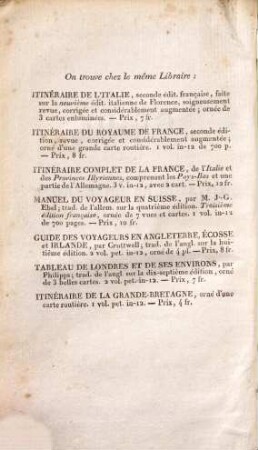 On trouve chez le même Libraire :
ITINÉRAIRE DE L'ITALIE, seconde édit. française, faite
sur la neuvième édit. italienne de Florence, soigneusement
revue, corrigée et considérablement augmentée ; ornée de
3 cartes enluminées. — Prix, 7 fr.
ITINÉRAIRE DU ROYAUME DE FRANCE, seconde édi-
tion, revue, corrigée et considérablement augmentée ;
orné d'une grande carte routière. 1 vol. in-12 de 700 p.
— Prix, 8 fr.
ITINÉRAIRE COMPLET DE LA FRANCE, de l'Italie et
des Provinces Illyriennes, comprenant les Pays-Bas et une
partie de l'Allemagne. 3 v. in-12, avec 2 cart. — Prix, 12 fr.
MANUEL DU VOYAGEUR EN SUISSE, par M. J.-G.
Ebel ; trad. de l'allem. sur la quatrième édition. Troisième
édition française, ornée de 7 vues et cartes. 1 vol. in-12
de 700 pages. — Prix, 10 fr.
GUIDE DES VOYAGEURS EN ANGLETERRE, ÉCOSSE
et IRLANDE, par Cruttwell ; trad. de l'angl. sur la hui-
tième édition. 2 vol. pet. in-12, orné de 4 pl. — Prix, 8 fr.
TABLEAU DE LONDRES ET DE SES ENVIRONS, par
Philipps ; trad. de l'angl. sur la dix-septième édition, orné
de 3 belles cartes. 2 vol. pet. in-12. — Prix, 7 fr.
ITINÉRAIRE DE LA GRANDE-BRETAGNE, orné d'une
carte routière. 1 vol. pet. in-12. — Prix, 4 fr.